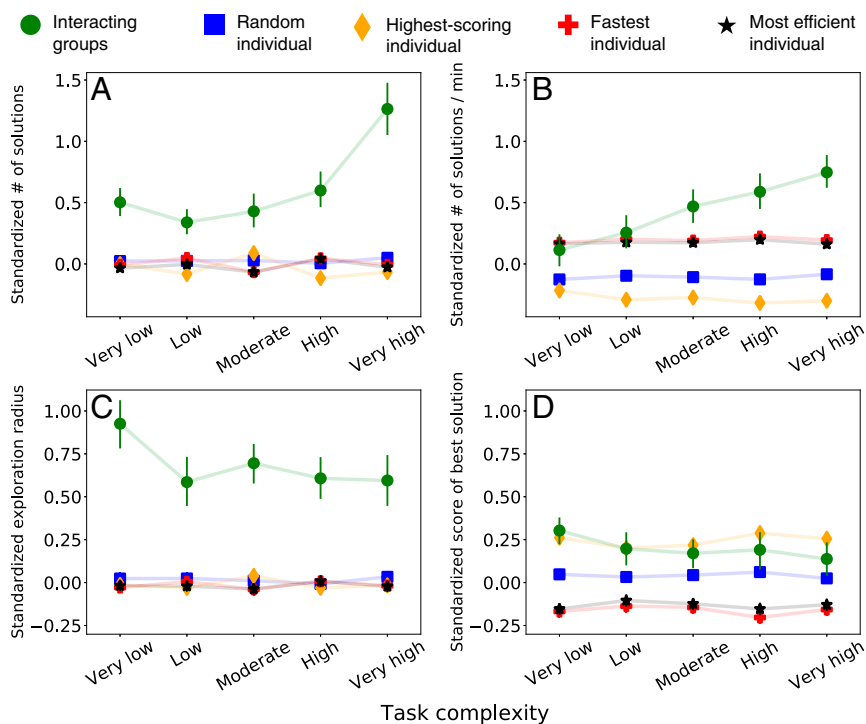 Interacting groups
Random individual
Highest-scoring individual
Fastest individual
Most efficient individual
A
Standardized # of solutions
1.5
1.0
0.5
0.0
Very low
Low
Moderate
High
Very high
B
Standardized # of solutions / min
1.5
1.0
0.5
0.0
Very low
Low
Moderate
High
Very high
C
Standardized exploration radius
1.00
0.75
0.50
0.25
0.00
−0.25
Very low
Low
Moderate
High
Very high
D
Standardized score of best solution
1.00
0.75
0.50
0.25
0.00
−0.25
Very low
Low
Moderate
High
Very high
Task complexity